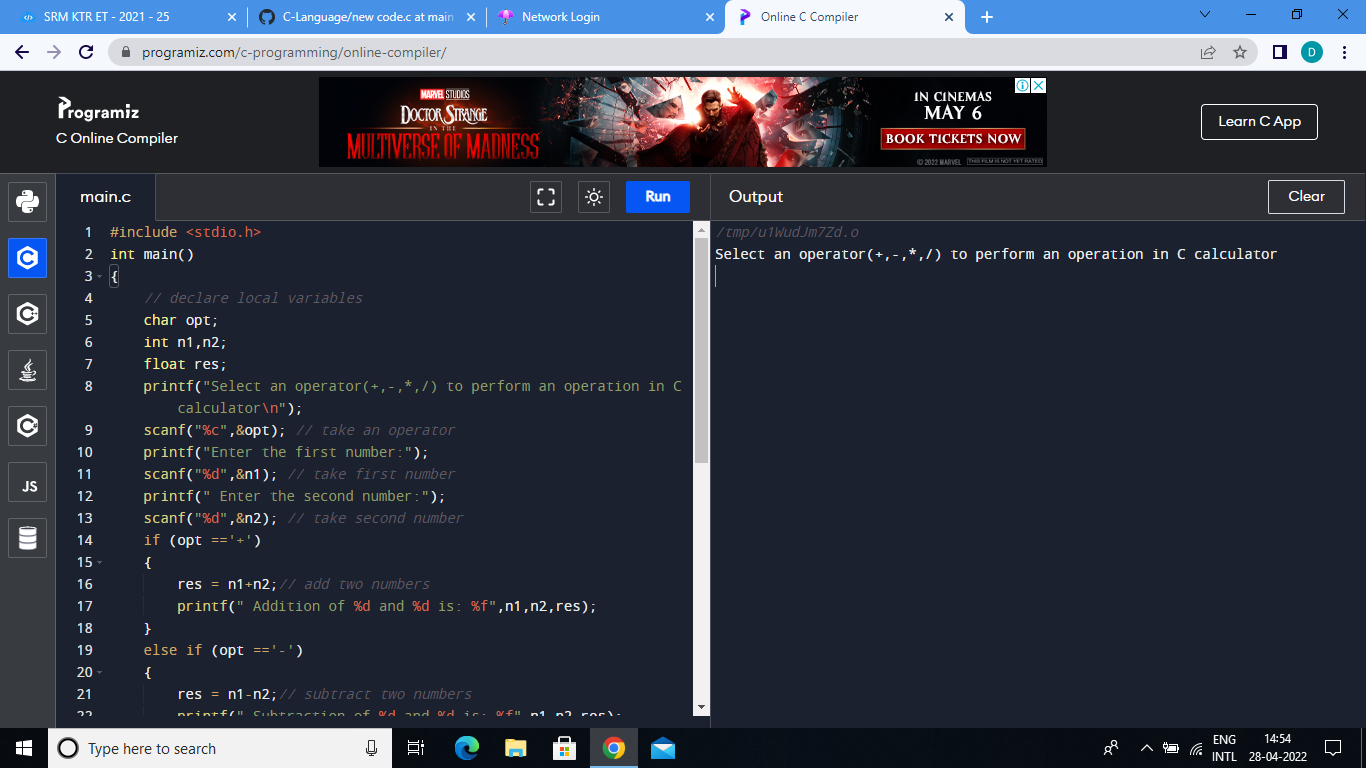 SRM KTR ET - 2021 - 25
C-Language/new code.c at main
Network Login
Online C Compiler
programiz.com/c-programming/online-compiler/
D
Programiz
C Online Compiler
MARVEL STUDIOS
DOCTOR STRANGE
IN THE
MULTIVERSE OF MADNESS
IN CINEMAS
MAY 6
BOOK TICKETS NOW
© 2022 MARVEL
THIS FILM IS NOT YET RATED
Learn C App
main.c
Run
Output
Clear
JS
1 #include <stdio.h>
2 int main()
3 {
4 // declare local variables
5 char opt;
6 int n1,n2;
7 float res;
8 printf("Select an operator(+,-,*,/) to perform an operation in C
calculator\n");
9 scanf("%c",&opt); // take an operator
10 printf("Enter the first number:");
11 scanf("%d",&n1); // take first number
12 printf(" Enter the second number:");
13 scanf("%d",&n2); // take second number
14 if (opt =='+')
15 {
16 res = n1+n2;// add two numbers
17 printf(" Addition of %d and %d is: %f",n1,n2,res);
18 }
19 else if (opt =='-')
20 {
21 res = n1-n2;// subtract two numbers
22 printf(" Subtraction of %d and %d is: %f",n1,n2,res);
/tmp/u1WudJm7Zd.o
Select an operator(+,-,*,/) to perform an operation in C calculator
Type here to search
ENG
INTL
14:54
28-04-2022